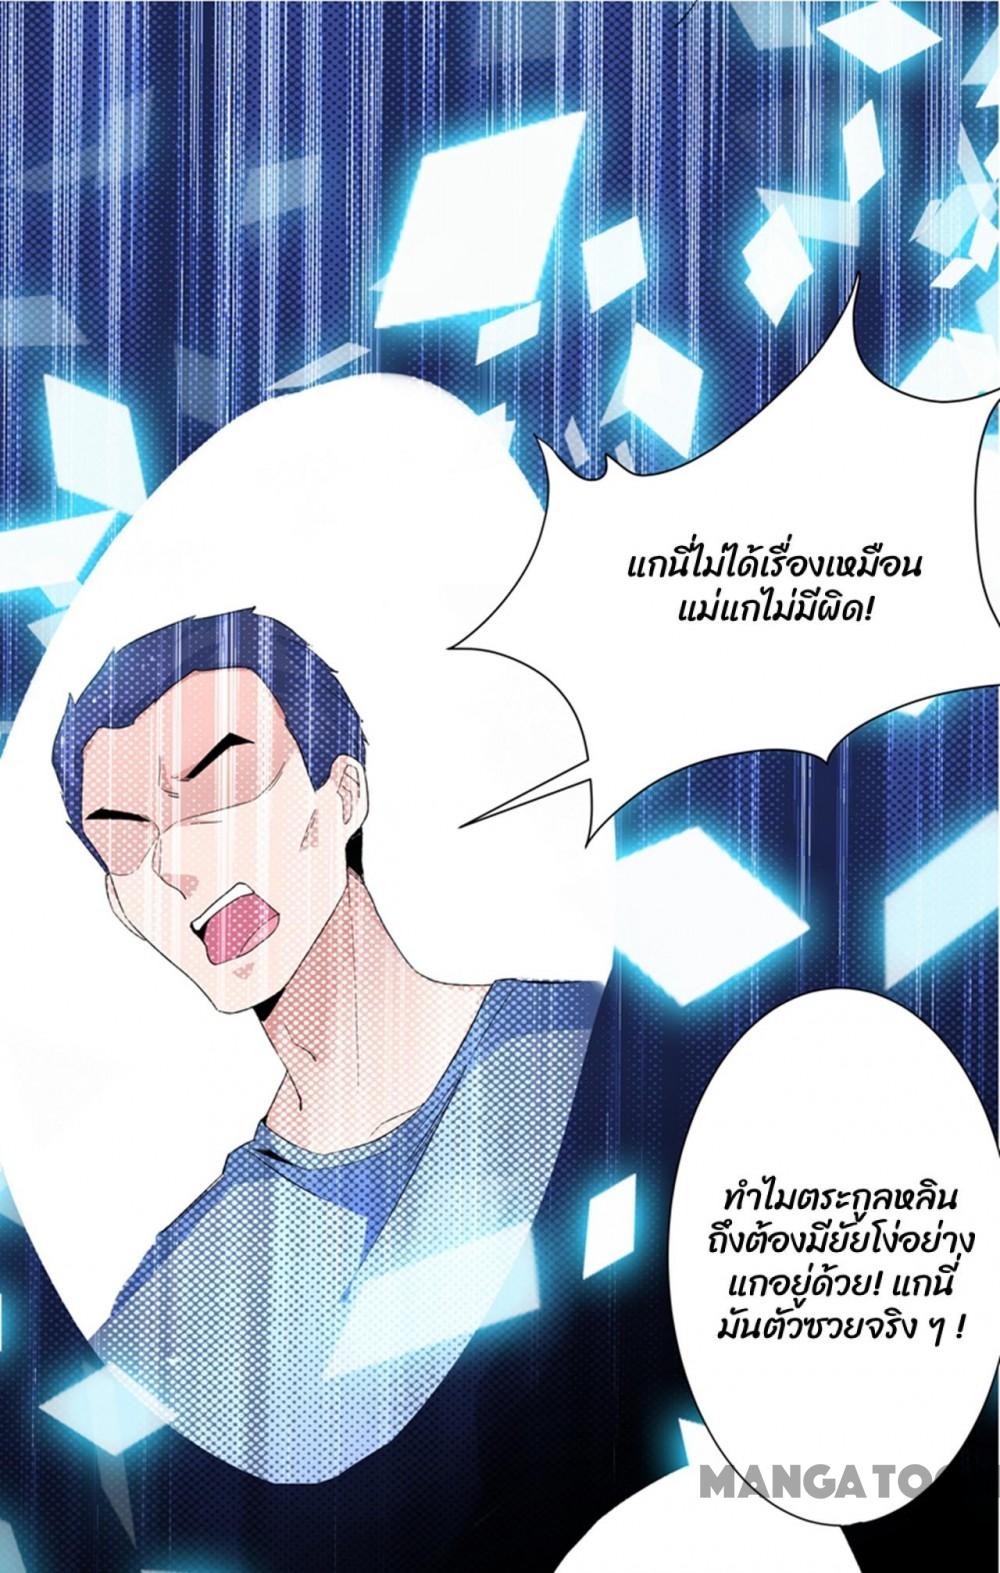 แกนี่ไม่ได้เรื่องเหมือน
แม่แกไม่มีผิด!
ทำไมตระกูลหลิน
ถึงต้องมียัยโง่อย่าง
แกอยู่ด้วย! แกนี่
มันตัวซวยจริง ๆ !
MANGATOO